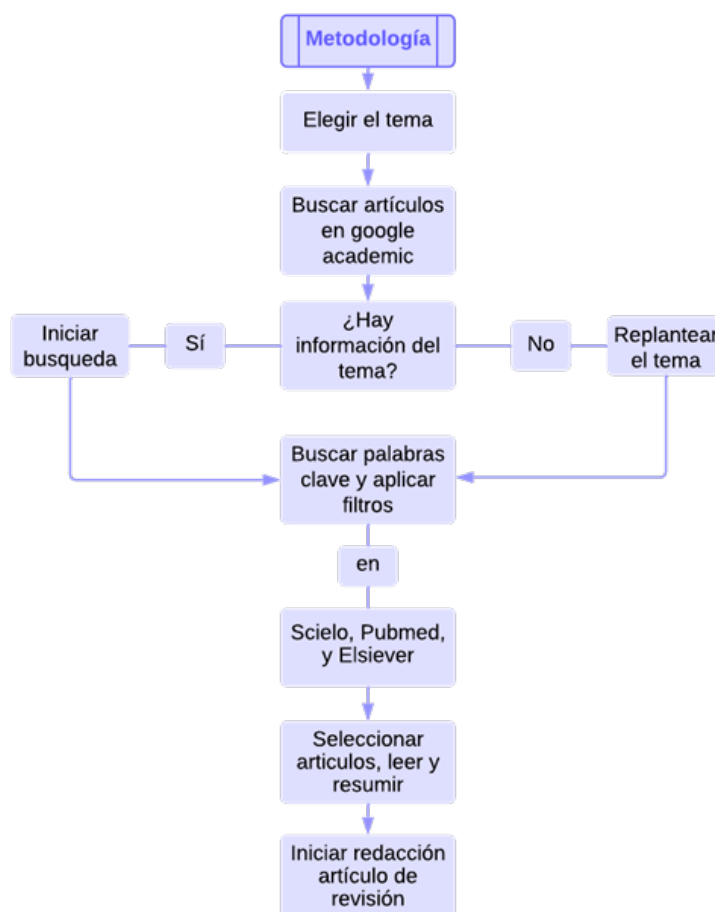 Metodología
Elegir el tema
Buscar artículos
en google
academic
¿Hay
información del
tema?
Sí
Iniciar
busqueda
No
Replantear
el tema
Buscar palabras
clave y aplicar
filtros
en
Scielo, Pubmed,
y Elsiever
Seleccionar
articulos, leer y
resumir
Iniciar redacción
artículo de
revisión